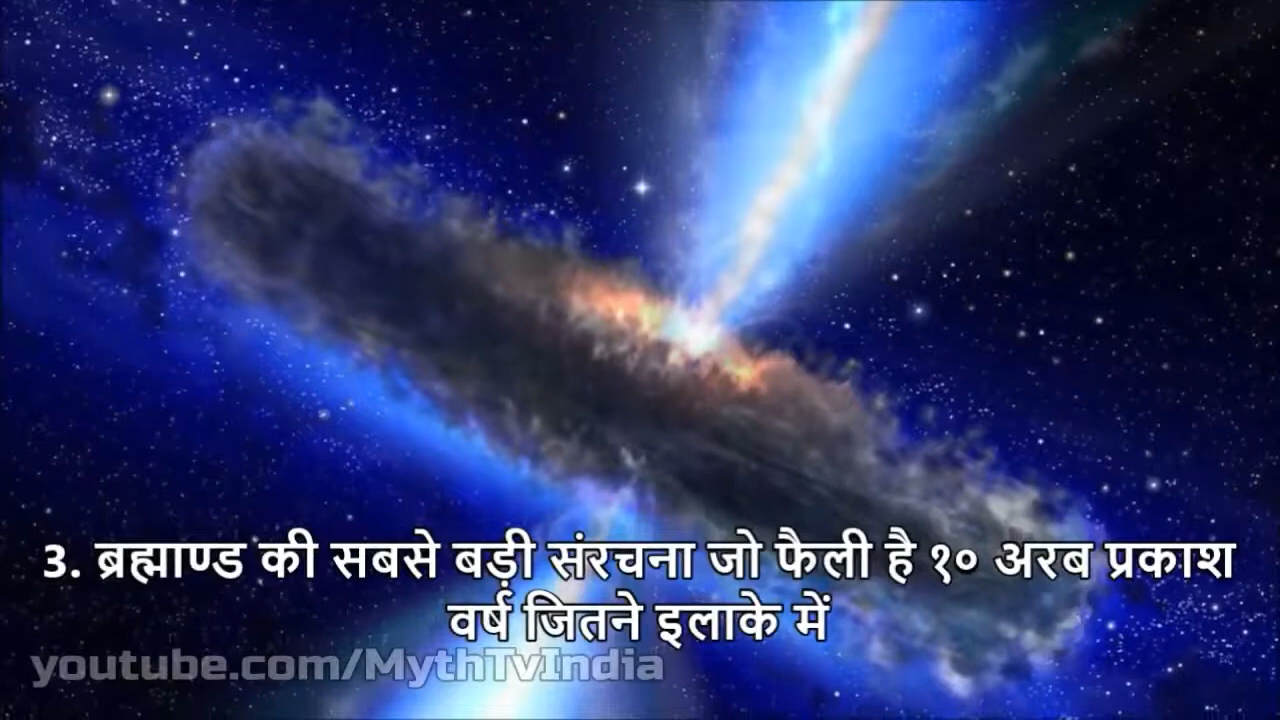 3. ब्रह्माण्ड की सबसे बड़ी संरचना जो फैली है १० अरब प्रकाश
वर्ष जितने इलाके में
youtube.com/MythTvIndia